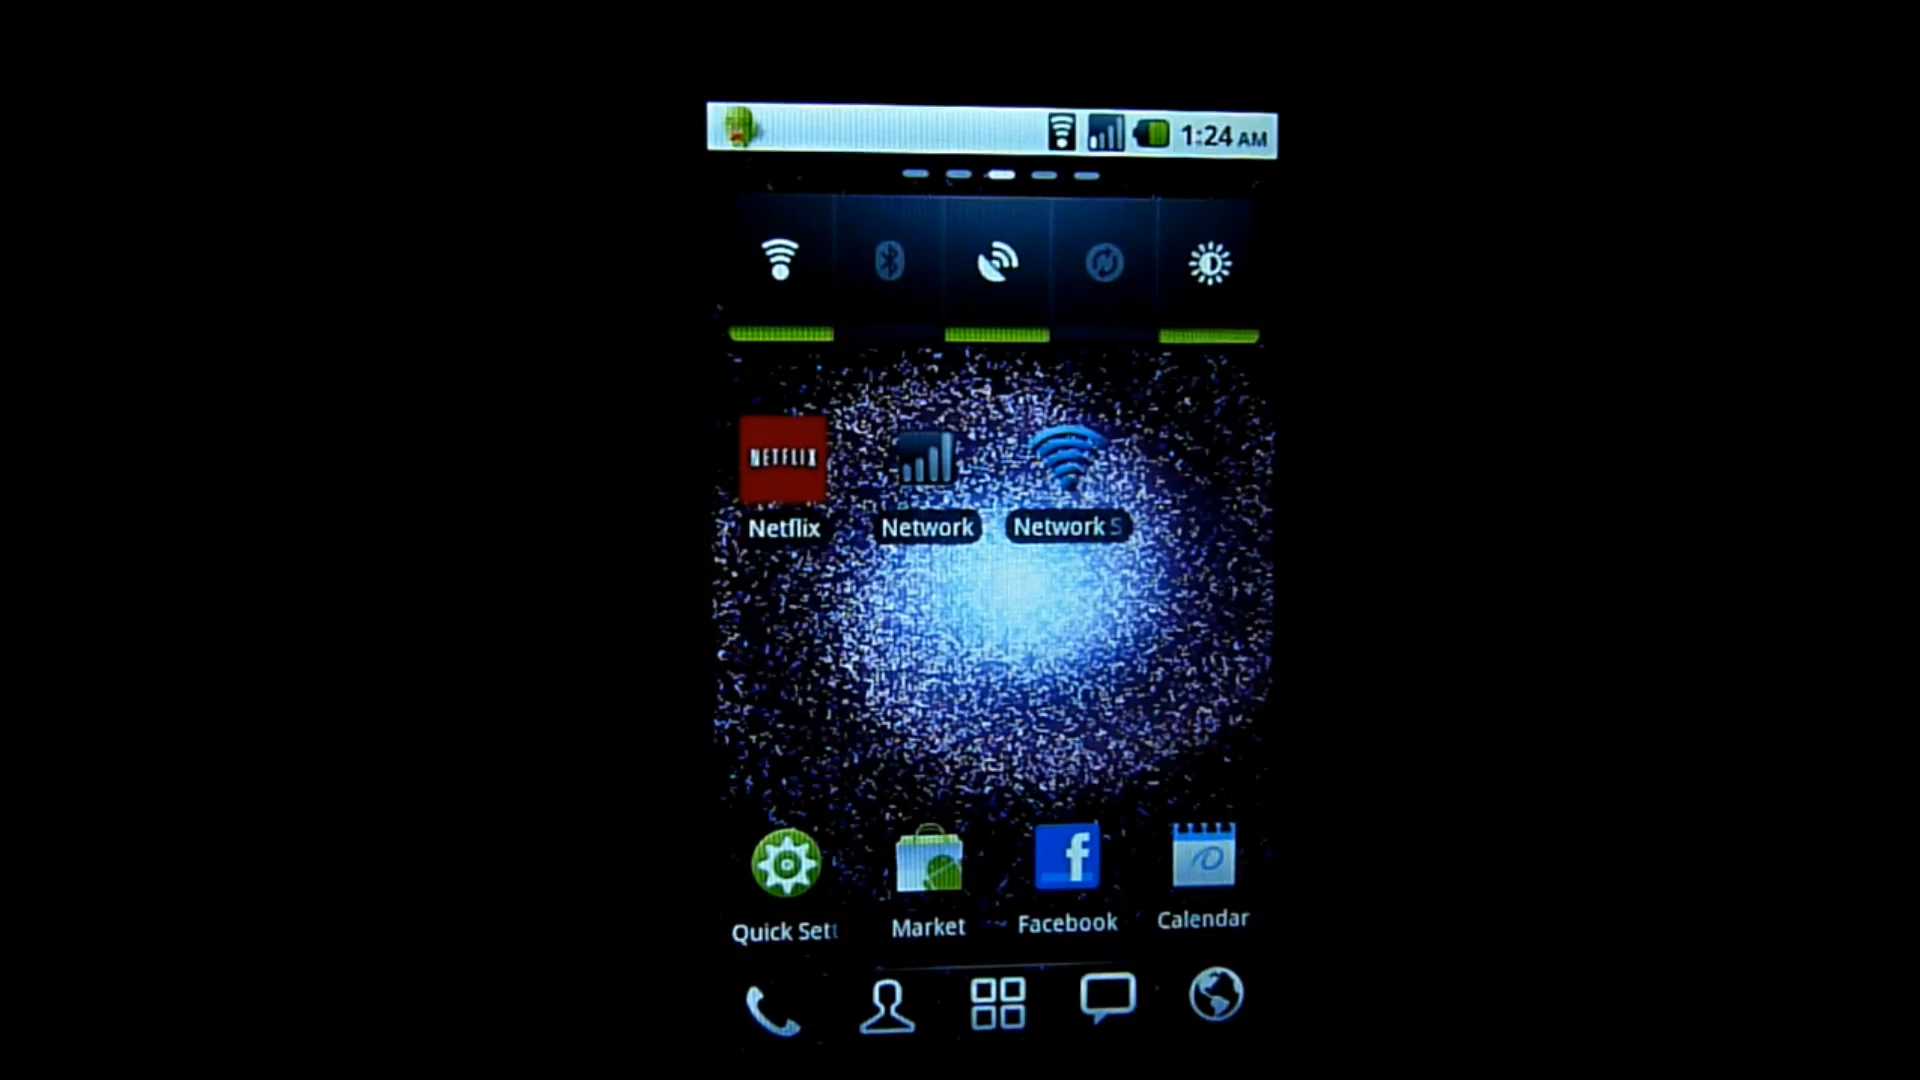 1:24 AM
NETFLIX
Netflix
Network
Network S
Quick Sett
Market
Facebook
Calendar